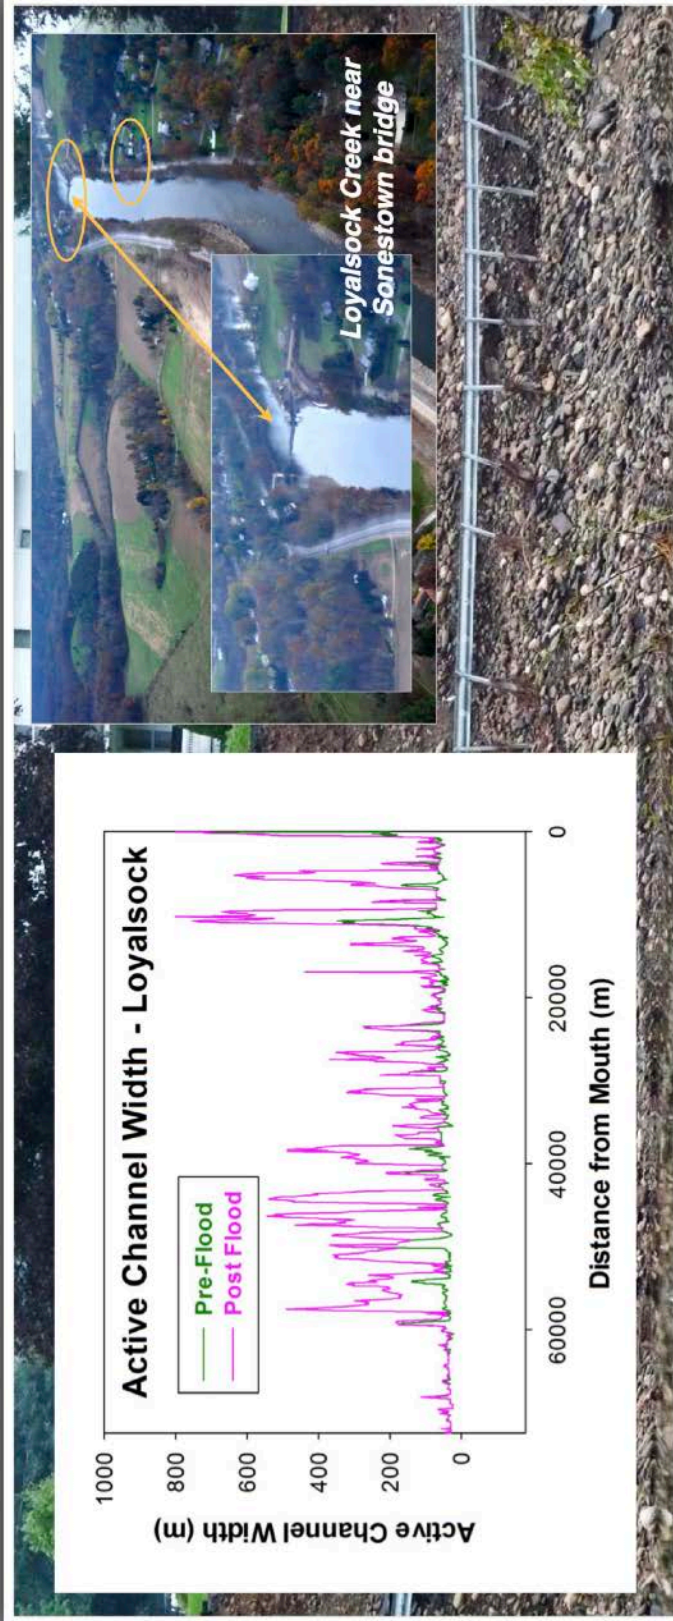 Active Channel Width - Loyalsock
Pre-Flood
Post Flood
1000
800
600
400
200
0
Active Channel Width (m)
60000
40000
20000
0
Distance from Mouth (m)
Loyalsock Creek near
Sonestown bridge